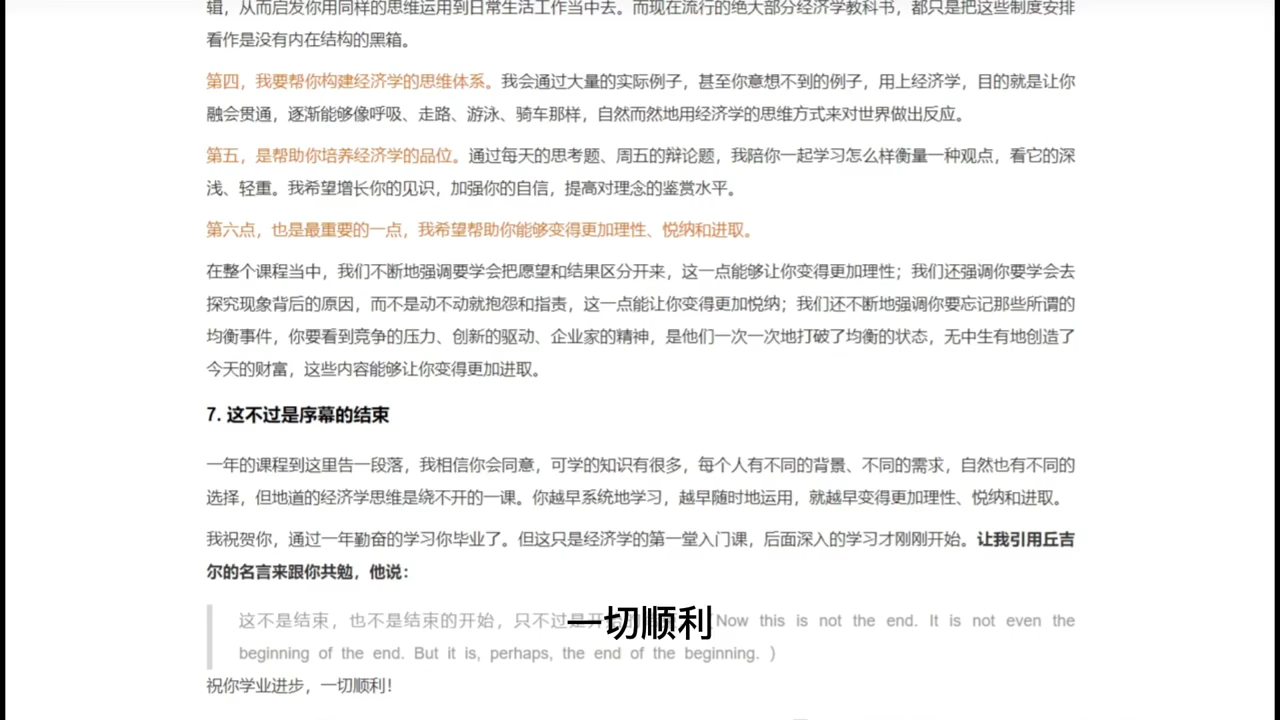 辑，从而启发你用同样的思维运用到日常生活工作当中去。而现在流行的绝大部分经济学教科书，都只是把这些制度安排
看作是没有内在结构的黑箱。
第四，我要帮你构建经济学的思维体系。我会通过大量的实际例子，甚至你意想不到的例子，用上经济学，目的就是让你
融会贯通，逐渐能够像呼吸、走路、游泳、骑车那样，自然而然地用经济学的思维方式来对世界做出反应。
第五，是帮助你培养经济学的品位。通过每天的思考题、周五的辩论题，我陪你一起学习怎么样衡量一种观点，看它的深
浅、轻重。我希望增长你的见识，加强你的自信，提高对理念的鉴赏水平。
第六点，也是最重要的一点，我希望帮助你能够变得更加理性、悦纳和进取。
在整个课程当中，我们不断地强调要学会把愿望和结果区分开来，这一点能够让你变得更加理性；我们还强调你要学会去
探究现象背后的原因，而不是动不动就抱怨和指责，这一点能让你变得更加悦纳；我们还不断地强调你要忘记那些所谓的
均衡事件，你要看到竞争的压力、创新的驱动、企业家的精神，是他们一次一次地打破了均衡的状态，无中生有地创造了
今天的财富，这些内容能够让你变得更加进取。
7. 这不过是序幕的结束
一年的课程到这里告一段落，我相信你会同意，可学的知识有很多，每个人有不同的背景、不同的需求，自然也有不同的
选择，但地道的经济学思维是绕不开的一课。你越早系统地学习，越早随时地运用，就越早变得更加理性、悦纳和进取。
我祝贺你，通过一年勤奋的学习你毕业了。但这只是经济学的第一堂入门课，后面深入的学习才刚刚开始。让我引用丘吉
尔的名言来跟你共勉，他说：
这不是结束，也不是结束的开始，只不过是 Now this is not the end. It is not even the
一切顺利
beginning of the end. But it is, perhaps, the end of the beginning. ）
祝你学业进步，一切顺利！